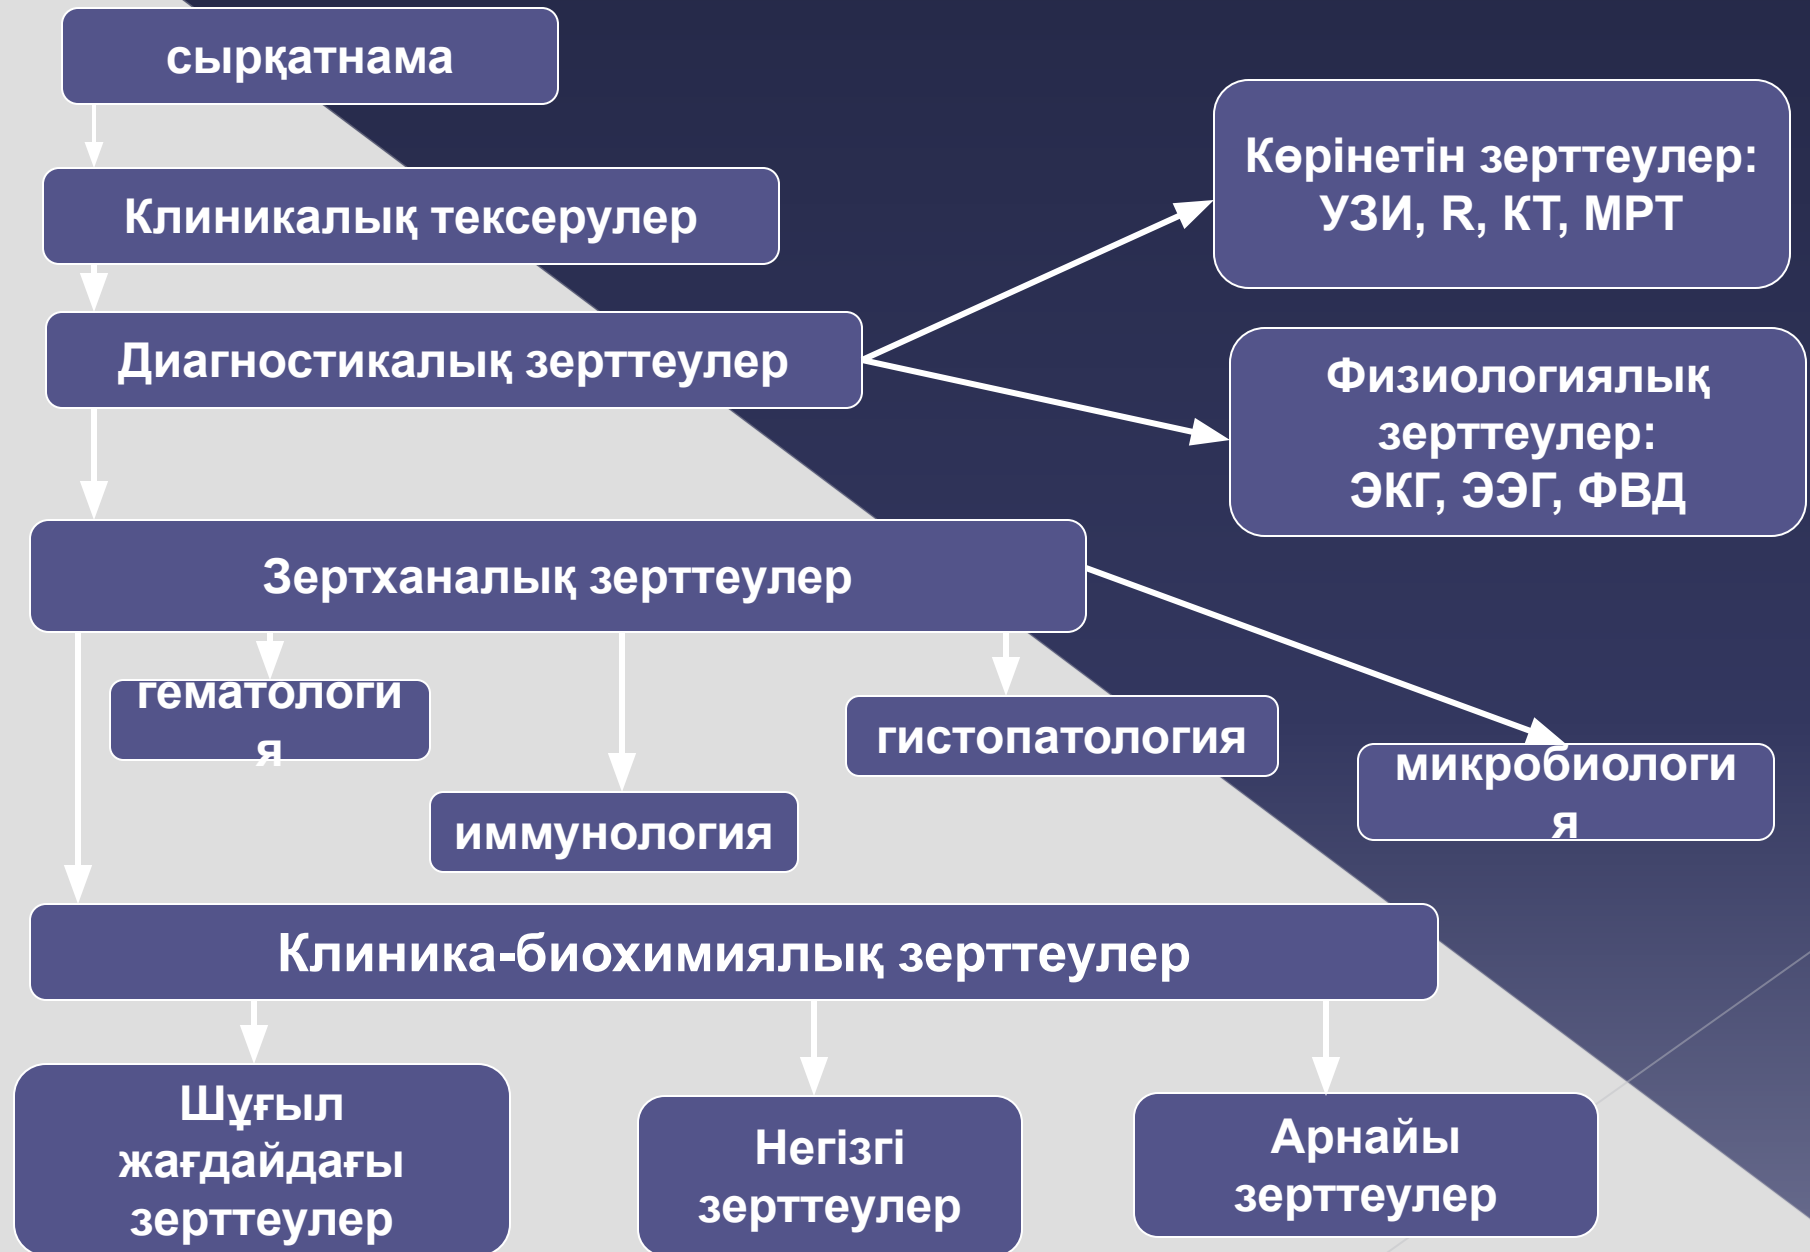 сырқатнама
Клиникалық тексерулер
Көрінетін зерттеулер:
УЗИ, R, КТ, МРТ
Диагностикалық зерттеулер
Физиологиялық
зерттеулер:
ЭКГ, ЭЭГ, ФВД
Зертханалық зерттеулер
гематологи
я
гистопатология
микробиологи
я
иммунология
Клиника-биохимиялық зерттеулер
Шұғыл
жағдайдағы
зерттеулер
Негізгі
зерттеулер
Арнайы
зерттеулер